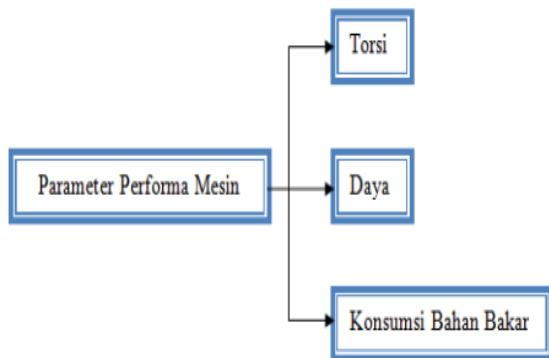 Torsi
Parameter Performa Mesin
Daya
Konsumsi Bahan Bakar